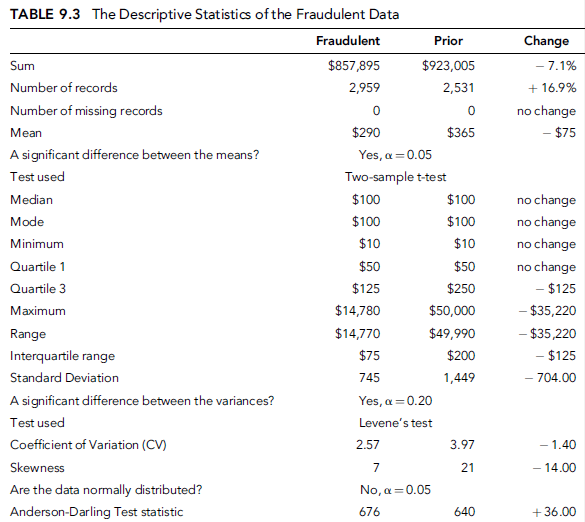 TABLE 9.3 The Descriptive Statistics of the Fraudulent Data
Fraudulent Prior Change
Sum $857,895 $923,005 – 7.1%
Number of records 2,959 2,531 + 16.9%
Number of missing records 0 0 no change
Mean $290 $365 – $75
A significant difference between the means? Yes, α = 0.05
Test used Two-sample t-test
Median $100 $100 no change
Mode $100 $100 no change
Minimum $10 $10 no change
Quartile 1 $50 $50 no change
Quartile 3 $125 $250 – $125
Maximum $14,780 $50,000 – $35,220
Range $14,770 $49,990 – $35,220
Interquartile range $75 $200 – $125
Standard Deviation 745 1,449 – 704.00
A significant difference between the variances? Yes, α = 0.20
Test used Levene's test
Coefficient of Variation (CV) 2.57 3.97 – 1.40
Skewness 7 21 – 14.00
Are the data normally distributed? No, α = 0.05
Anderson-Darling Test statistic 676 640 + 36.00